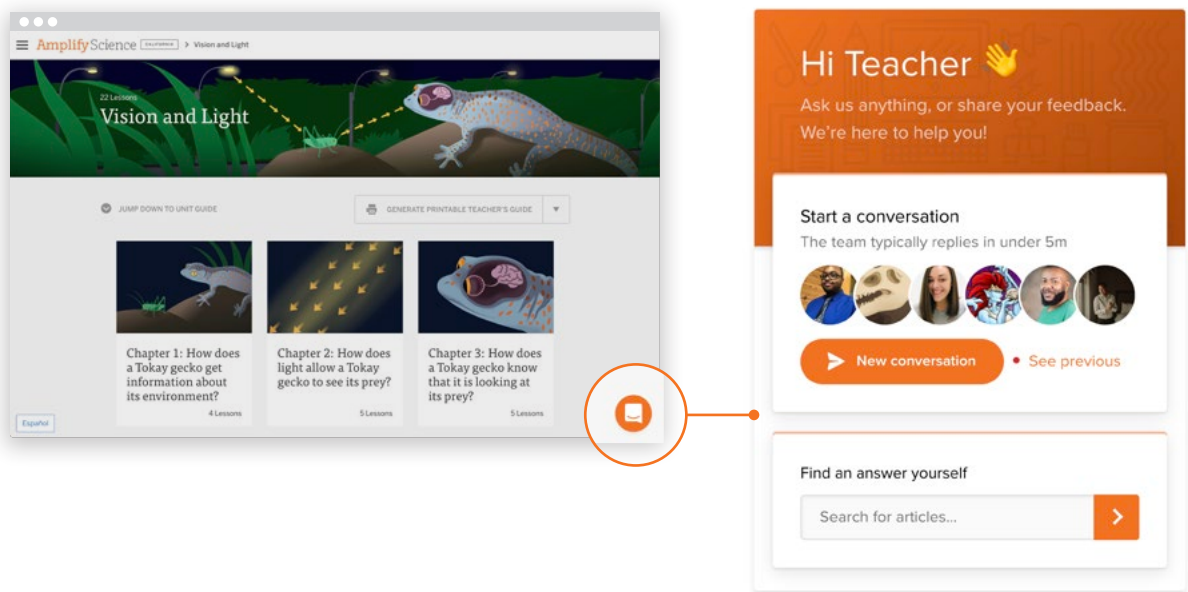 AmplifyScience CALIFORNIA > Vision and Light
22 Lessons
Vision and Light
JUMP DOWN TO UNIT GUIDE
GENERATE PRINTABLE TEACHER'S GUIDE
Chapter 1: How does
a Tokay gecko get
information about
its environment?
4 Lessons
Chapter 2: How does
light allow a Tokay
gecko to see its prey?
5 Lessons
Chapter 3: How does
a Tokay gecko know
that it is looking at
its prey?
5 Lessons
Español
Hi Teacher 👋
Ask us anything, or share your feedback.
We're here to help you!
Start a conversation
The team typically replies in under 5m
New conversation
• See previous
Find an answer yourself
Search for articles...